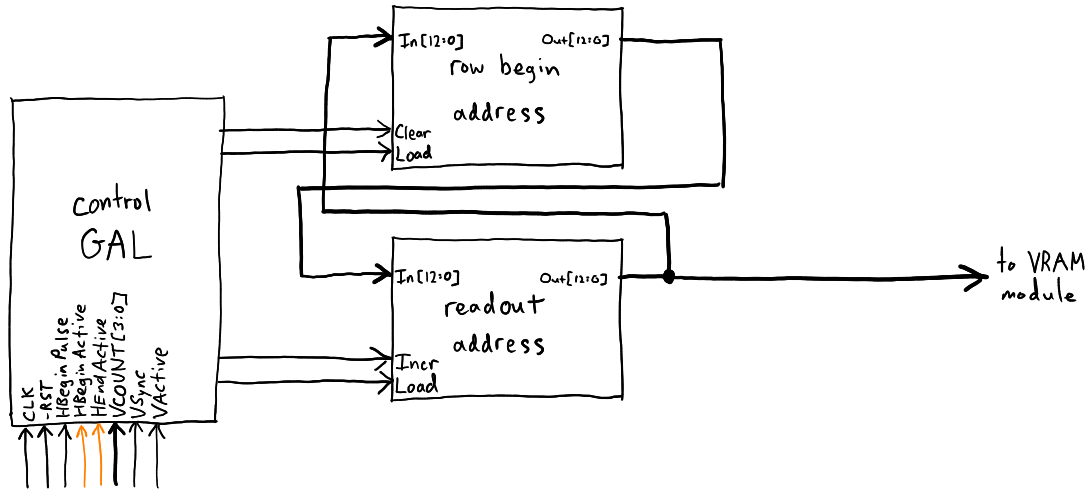 In[12:0] Out[12:0]
row begin
address
Clear
Load
control
GAL
In[12:0] Out[12:0]
readout
address
Incr
Load
to VRAM
module
CLK
-RST
HBegin Pulse
HBegin Active
HEnd Active
VCOUNT[3:0]
VSync
VActive